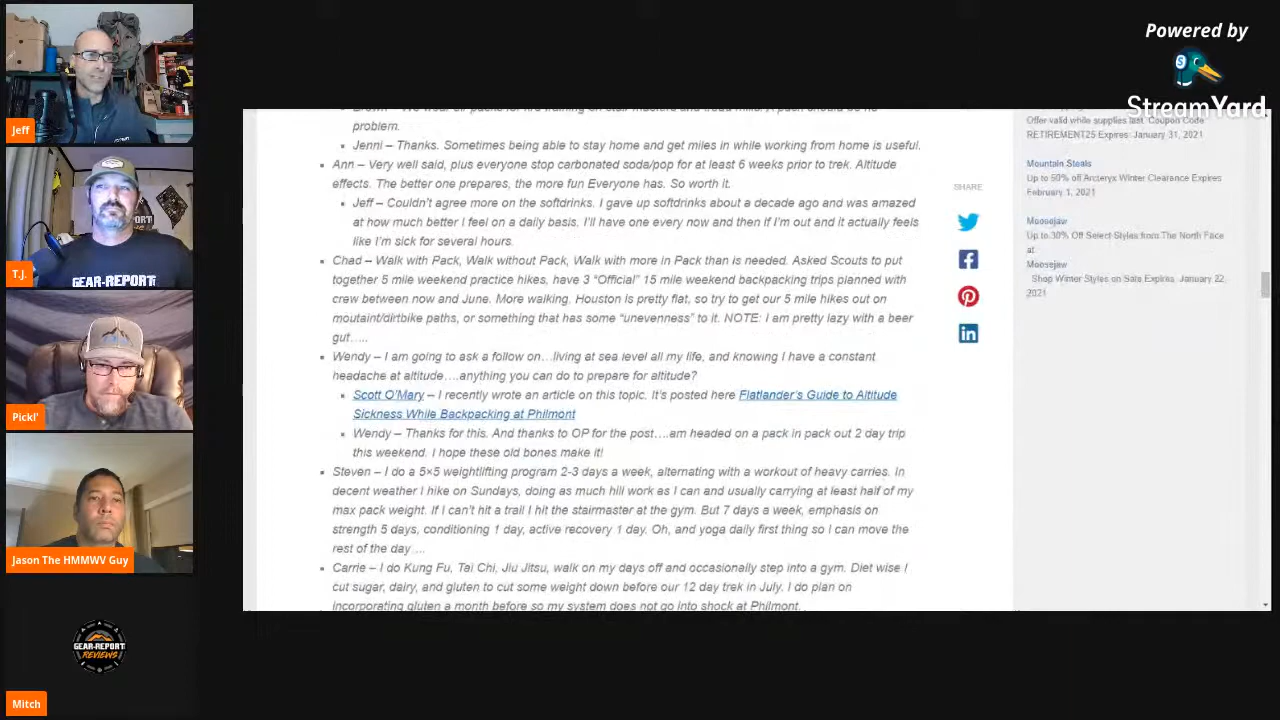 Powered by
StreamYard
Jeff
GEAR-REPORT
T.J.
Pickl'
Jason The HMMWV Guy
GEAR-REPORT
REVIEWS
Mitch
problem.
Jenni – Thanks. Sometimes being able to stay home and get miles in while working from home is useful.
Ann – Very well said, plus everyone stop carbonated soda/pop for at least 6 weeks prior to trek. Altitude
effects. The better one prepares, the more fun Everyone has. So worth it.
Jeff – Couldn't agree more on the softdrinks. I gave up softdrinks about a decade ago and was amazed
at how much better I feel on a daily basis. I'll have one every now and then if I'm out and it actually feels
like I'm sick for several hours.
Chad – Walk with Pack, Walk without Pack, Walk with more in Pack than is needed. Asked Scouts to put
together 5 mile weekend practice hikes, have 3 “Official” 15 mile weekend backpacking trips planned with
crew between now and June. More walking. Houston is pretty flat, so try to get our 5 mile hikes out on
moutaint/dirtbike paths, or something that has some “unevenness” to it. NOTE: I am pretty lazy with a beer
gut…..
Wendy – I am going to ask a follow on…living at sea level all my life, and knowing I have a constant
headache at altitude….anything you can do to prepare for altitude?
Scott O'Mary – I recently wrote an article on this topic. It's posted here Flatlander's Guide to Altitude
Sickness While Backpacking at Philmont
Wendy – Thanks for this. And thanks to OP for the post….am headed on a pack in pack out 2 day trip
this weekend. I hope these old bones make it!
Steven – I do a 5×5 weightlifting program 2-3 days a week, alternating with a workout of heavy carries. In
decent weather I hike on Sundays, doing as much hill work as I can and usually carrying at least half of my
max pack weight. If I can't hit a trail I hit the stairmaster at the gym. But 7 days a week, emphasis on
strength 5 days, conditioning 1 day, active recovery 1 day. Oh, and yoga daily first thing so I can move the
rest of the day….
Carrie – I do Kung Fu, Tai Chi, Jiu Jitsu, walk on my days off and occasionally step into a gym. Diet wise I
cut sugar, dairy, and gluten to cut some weight down before our 12 day trek in July. I do plan on
incorporating gluten a month before so my system does not go into shock at Philmont.
SHARE
Offer valid while supplies last. Coupon Code
RETIREMENT25 Expires: January 31, 2021
Mountain Steals
Up to 50% off Arcteryx Winter Clearance Expires
February 1, 2021
Moosejaw
Up to 30% Off Select Styles from The North Face
at
Moosejaw
Shop Winter Styles on Sale Expires January 22,
2021